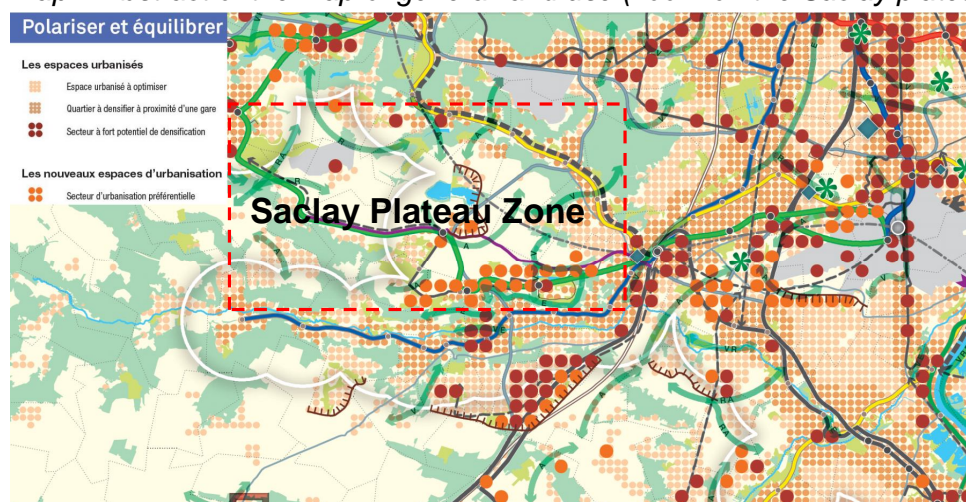 Polariser et équilibrer
Les espaces urbanisés
Espace urbanisé à optimiser
Quartier à densifier à proximité d'une gare
Secteur à fort potentiel de densification
Les nouveaux espaces d'urbanisation
Secteur d'urbanisation préférentielle
Saclay Plateau Zone